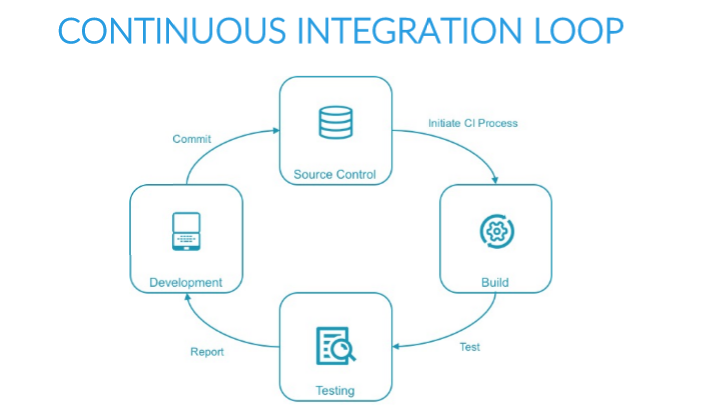 CONTINUOUS INTEGRATION LOOP
Commit
Source Control
Initiate CI Process
Development
Build
Report
Testing
Test